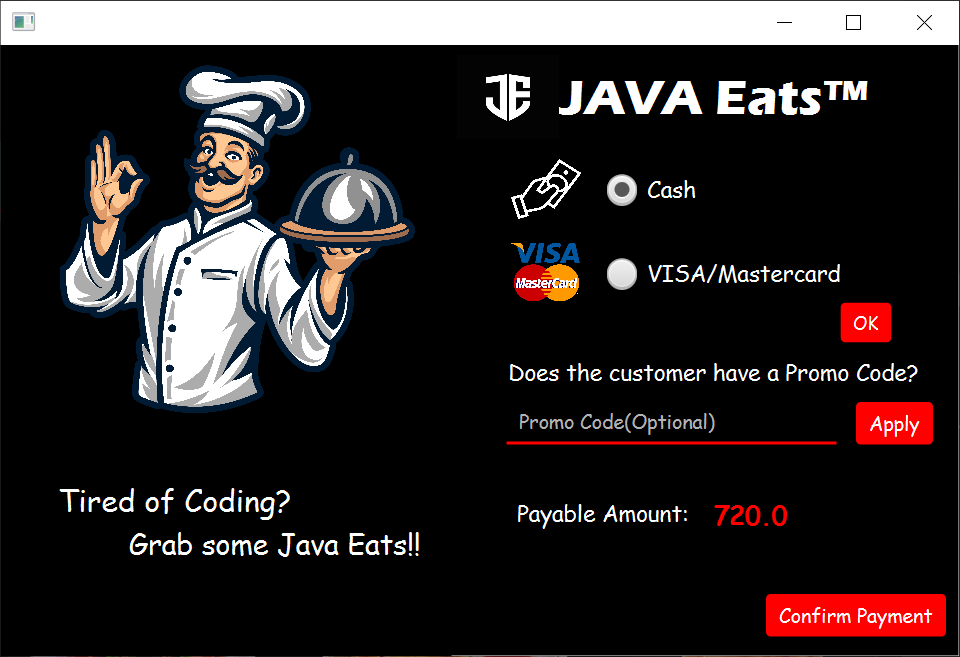 JE
JAVA Eats™
Cash
VISA
MasterCard
VISA/Mastercard
OK
Does the customer have a Promo Code?
Promo Code(Optional)
Apply
Tired of Coding?
Grab some Java Eats!!
Payable Amount: 720.0
Confirm Payment